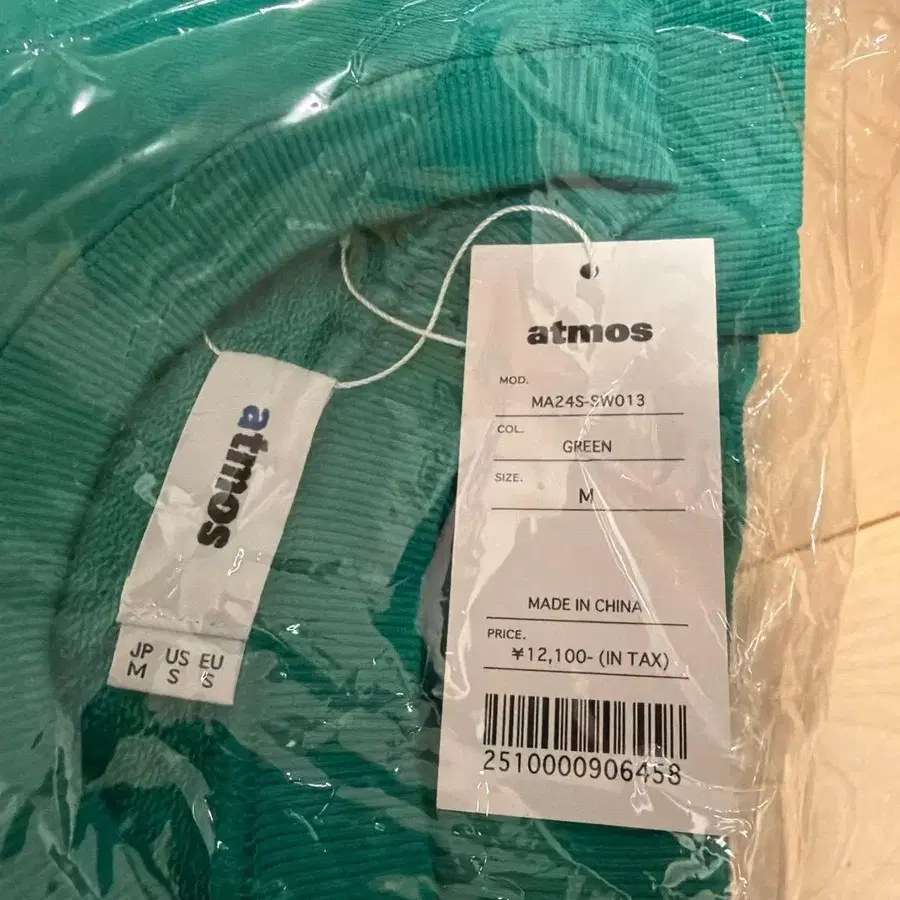 atmos
MOD.
MA24S-SW013
COL.
GREEN
SIZE.
M
MADE IN CHINA
PRICE.
¥12,100- (IN TAX)
2510000906458
atmos
JP US EU
M S S